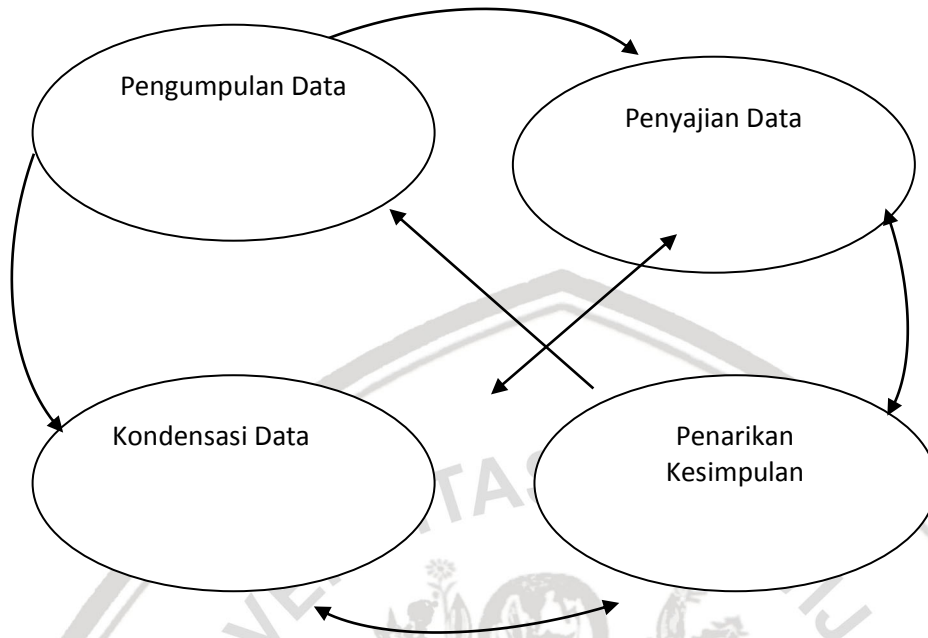 Pengumpulan Data
Penyajian Data
Kondensasi Data
Penarikan
Kesimpulan